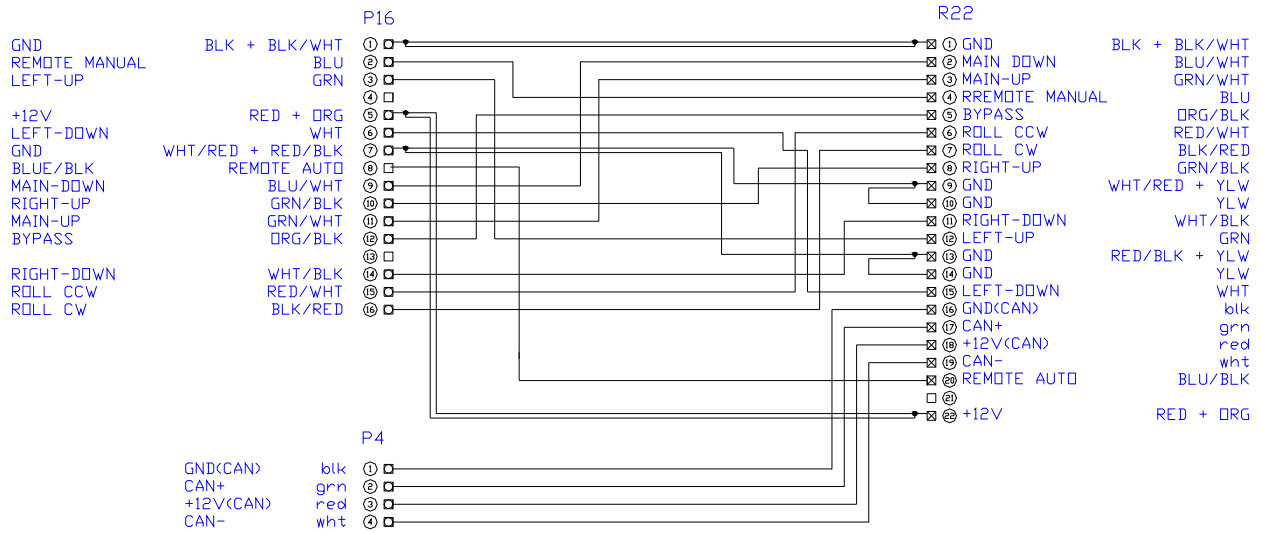 P16 R22
GND BLK + BLK/WHT 1 1 GND BLK + BLK/WHT
REMOTE MANUAL BLU 2 2 MAIN DOWN BLU/WHT
LEFT-UP GRN 3 3 MAIN-UP GRN/WHT
4 4 RREMOTE MANUAL BLU
+12V RED + ORG 5 5 BYPASS ORG/BLK
LEFT-DOWN WHT 6 6 ROLL CCW RED/WHT
GND WHT/RED + RED/BLK 7 7 ROLL CW BLK/RED
BLUE/BLK REMOTE AUTO 8 8 RIGHT-UP GRN/BLK
MAIN-DOWN BLU/WHT 9 9 GND WHT/RED + YLW
RIGHT-UP GRN/BLK 10 10 GND YLW
MAIN-UP GRN/WHT 11 11 RIGHT-DOWN WHT/BLK
BYPASS ORG/BLK 12 12 LEFT-UP GRN
13 13 GND RED/BLK + YLW
RIGHT-DOWN WHT/BLK 14 14 GND YLW
ROLL CCW RED/WHT 15 15 LEFT-DOWN WHT
ROLL CW BLK/RED 16 16 GND(CAN) blk
17 CAN+ grn
18 +12V(CAN) red
19 CAN- wht
20 REMOTE AUTO BLU/BLK
21
22 +12V RED + ORG
P4
GND(CAN) blk 1
CAN+ grn 2
+12V(CAN) red 3
CAN- wht 4